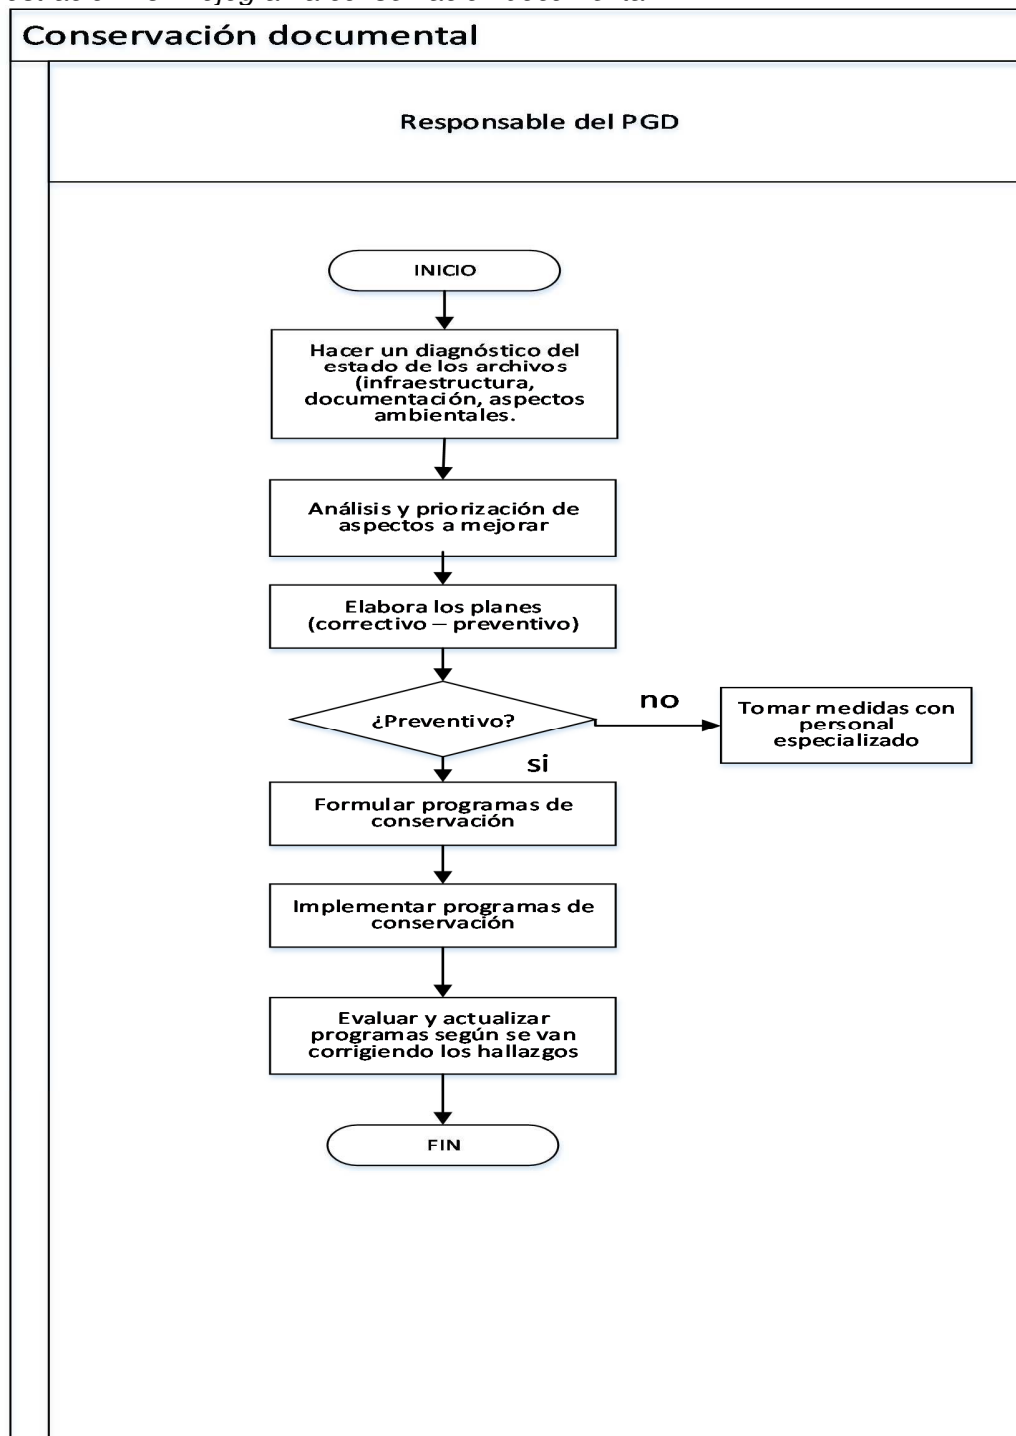 Conservación documental
Responsable del PGD
INICIO
Hacer un diagnóstico del
estado de los archivos
(infraestructura,
documentación, aspectos
ambientales.
Análisis y priorización de
aspectos a mejorar
Elabora los planes
(correctivo – preventivo)
¿Preventivo?
no
Tomar medidas con
personal
especializado
si
Formular programas de
conservación
Implementar programas de
conservación
Evaluar y actualizar
programas según se van
corrigiendo los hallazgos
FIN